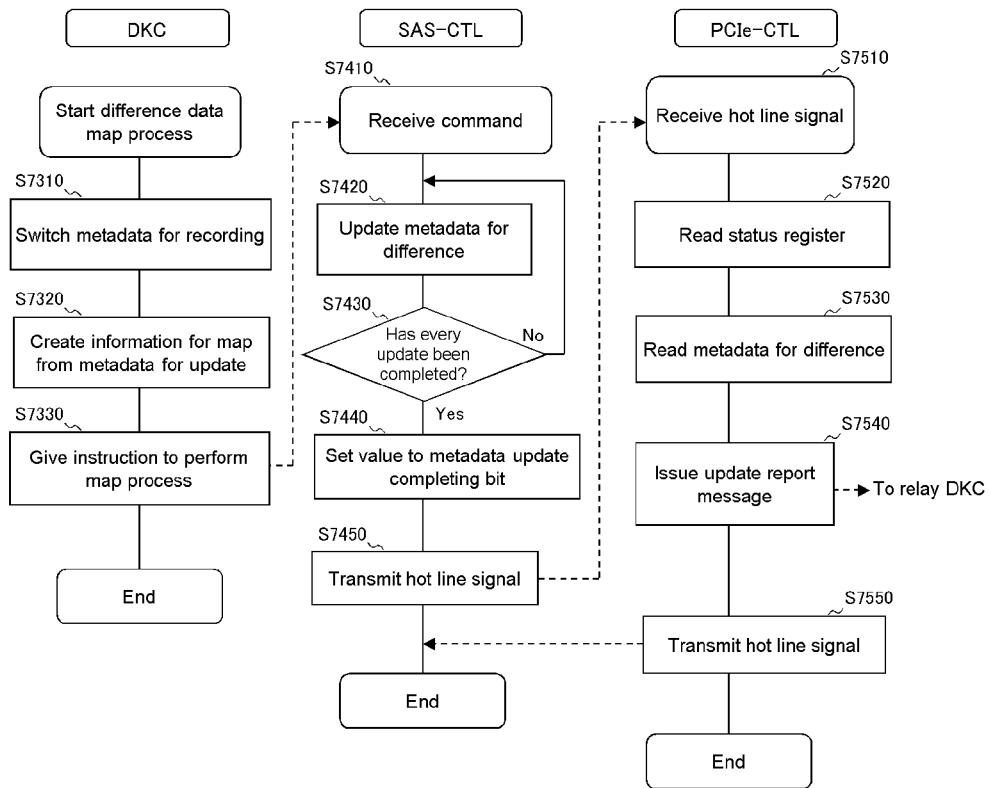 DKC
Start difference data
map process
S7310
Switch metadata for recording
S7320
Create information for map
from metadata for update
S7330
Give instruction to perform
map process
End
SAS-CTL
S7410
Receive command
S7420
Update metadata for
difference
S7430
Has every
update been
completed?
No
Yes
S7440
Set value to metadata update
completing bit
S7450
Transmit hot line signal
End
PCIe-CTL
S7510
Receive hot line signal
S7520
Read status register
S7530
Read metadata for difference
S7540
Issue update report
message
To relay DKC
S7550
Transmit hot line signal
End